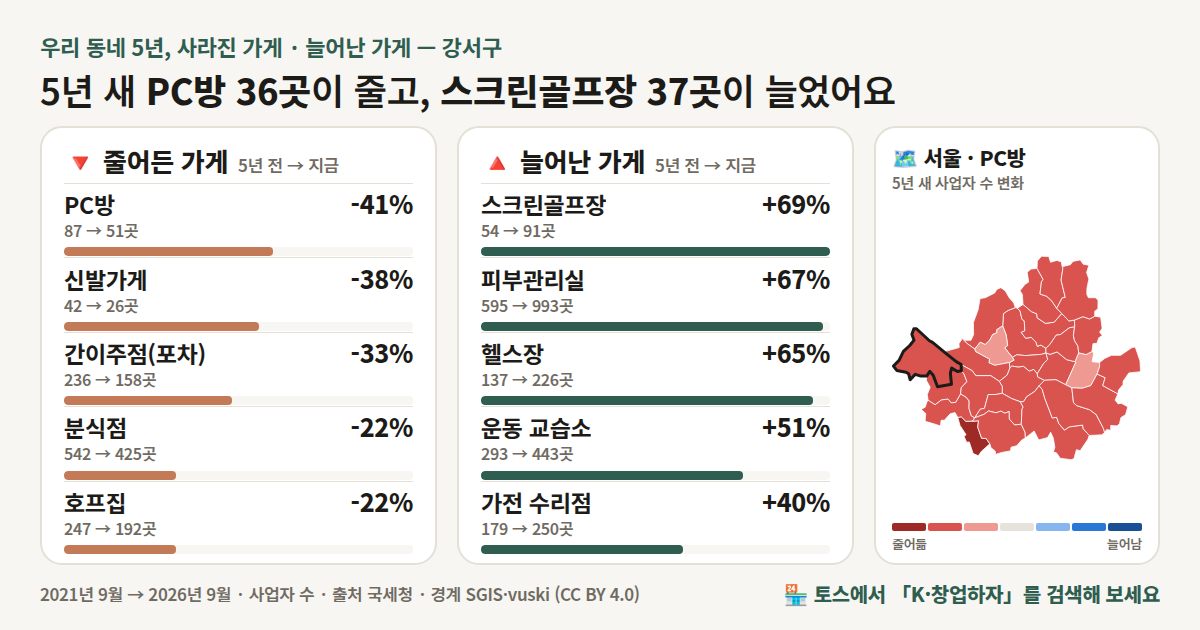 우리 동네 5년, 사라진 가게 · 늘어난 가게 — 강서구
5년 새 PC방 36곳이 줄고, 스크린골프장 37곳이 늘었어요
🔻 줄어든 가게 5년 전 → 지금
PC방 -41%
87 → 51곳
신발가게 -38%
42 → 26곳
간이주점(포차) -33%
236 → 158곳
분식점 -22%
542 → 425곳
호프집 -22%
247 → 192곳
🔺 늘어난 가게 5년 전 → 지금
스크린골프장 +69%
54 → 91곳
피부관리실 +67%
595 → 993곳
헬스장 +65%
137 → 226곳
운동 교습소 +51%
293 → 443곳
가전 수리점 +40%
179 → 250곳
🗺️ 서울 · PC방
5년 새 사업자 수 변화
줄어듦 늘어남
2021년 9월 → 2026년 9월 · 사업자 수 · 출처 국세청 · 경계 SGIS·vuski (CC BY 4.0)
🏪 토스에서 「K·창업하자」를 검색해 보세요